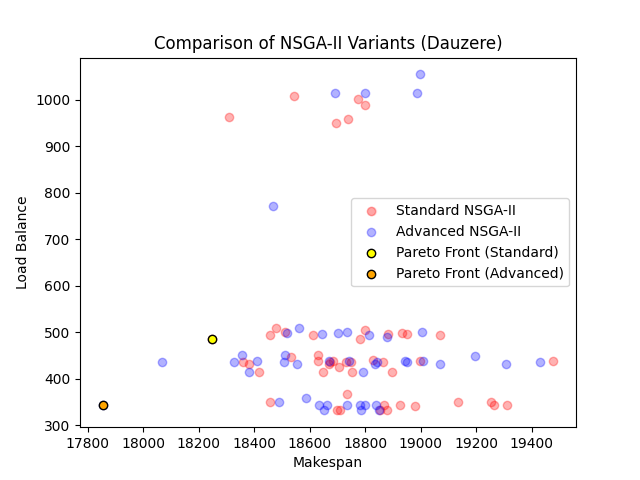 Comparison of NSGA-II Variants (Dauzere)
1000
900
800
700
600
500
400
300
Load Balance
Standard NSGA-II
Advanced NSGA-II
Pareto Front (Standard)
Pareto Front (Advanced)
17800 18000 18200 18400 18600 18800 19000 19200 19400
Makespan